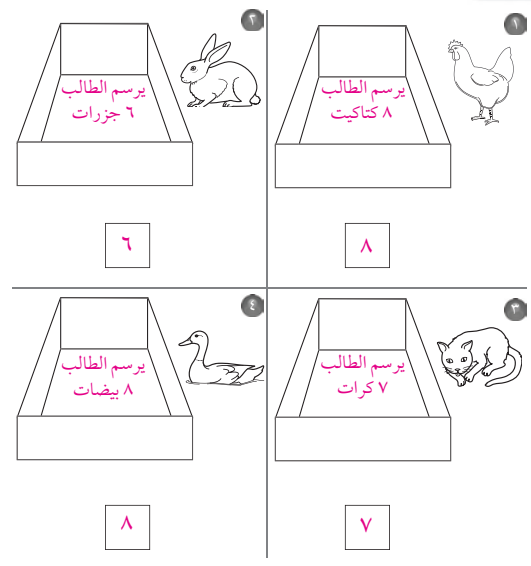 ١
يرسم الطالب
٨ كتاكيت
٨
٢
يرسم الطالب
٦ جزرات
٦
٣
يرسم الطالب
٧ كرات
٧
٤
يرسم الطالب
٨ بيضات
٨